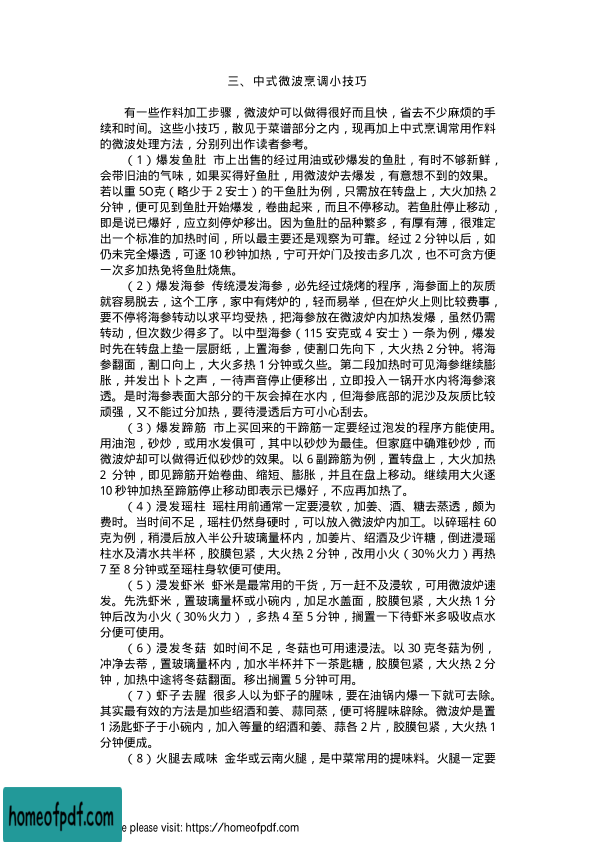 三、中式微波烹调小技巧
有一些作料加工步骤，微波炉可以做得很好而且快，省去不少麻烦的手
续和时间。这些小技巧，散见于菜谱部分之内，现再加上中式烹调常用作料
的微波处理方法，分别列出作读者参考。
（1）爆发鱼肚 市上出售的经过用油或砂爆发的鱼肚，有时不够新鲜，
会带旧油的气味，如果买得好鱼肚，用微波炉去爆发，有意想不到的效果。
若以重5O克（略少于2安士）的干鱼肚为例，只需放在转盘上，大火加热2
分钟，便可见到鱼肚开始爆发，卷曲起来，而且不停移动。若鱼肚停止移动，
即是说已爆好，应立刻停炉移出。因为鱼肚的品种繁多，有厚有薄，很难定
出一个标准的加热时间，所以最主要还是观察为可靠。经过2分钟以后，如
仍未完全爆透，可逐10秒钟加热，宁可开炉门及按击多几次，也不可贪方便
一次多加热免将鱼肚烧焦。
（2）爆发海参 传统浸发海参，必先经过烧烤的程序，海参面上的灰质
就容易脱去，这个工序，家中有烤炉的，轻而易举，但在炉火上则比较费事，
要不停将海参转动以求平均受热，把海参放在微波炉内加热发爆，虽然仍需
转动，但次数少得多了。以中型海参（115安克或4安士）一条为例，爆发
时先在转盘上垫一层厨纸，上置海参，使割口先向下，大火热2分钟。将海
参翻面，割口向上，大火多热1分钟或久些。第二段加热时可见海参继续膨
胀，并发出卜卜之声，一待声音停止便移出，立即投入一锅开水内将海参滚
透。是时海参表面大部分的干灰会掉在水内，但海参底部的泥沙及灰质比较
顽强，又不能过分加热，要待浸透后方可小心刮去。
（3）爆发蹄筋 市上买回来的干蹄筋一定要经过泡发的程序方能使用。
用油泡，砂炒，或用水发俱可，其中以砂炒为最佳。但家庭中确难砂炒，而
微波炉却可以做得近似砂炒的效果。以6副蹄筋为例，置转盘上，大火加热
2分钟，即见蹄筋开始卷曲、缩短、膨胀，并且在盘上移动。继续用大火逐
10秒钟加热至蹄筋停止移动即表示已爆好，不应再加热了。
（4）浸发瑶柱 瑶柱用前通常一定要浸软，加姜、酒、糖去蒸透，颇为
费时。当时间不足，瑶柱仍然身硬时，可以放入微波炉内加工。以碎瑶柱60
克为例，稍浸后放入半公升玻璃量杯内，加姜片、绍酒及少许糖，倒进浸瑶
柱水及清水共半杯，胶膜包紧，大火热2分钟，改用小火（30%火力）再热
7至8分钟或至瑶柱身软便可使用。
（5）浸发虾米 虾米是最常用的干货，万一赶不及浸软，可用微波炉速
发。先洗虾米，置玻璃量杯或小碗内，加足水盖面，胶膜包紧，大火热1分
钟后改为小火（30%火力），多热4至5分钟，搁置一下待虾米多吸收点水
分便可使用。
（6）浸发冬菇 如时间不足，冬菇也可用速浸法。以30克冬菇为例，
冲净去蒂，置玻璃量杯内，加水半杯并下一茶匙糖，胶膜包紧，大火热2分
钟，加热中途将冬菇翻面。移出搁置5分钟可用。
（7）虾子去腥 很多人以为虾子的腥味，要在油锅内爆一下就可去除。
其实最有效的方法是加些绍酒和姜、蒜同蒸，便可将腥味辟除。微波炉是置
1汤匙虾子于小碗内，加入等量的绍酒和姜、蒜各2片，胶膜包紧，大火热1
分钟便成。
（8）火腿去咸味 金华或云南火腿，是中菜常用的提味料。火腿一定要
homeofpdf.com
e please visit: https://homeofpdf.com